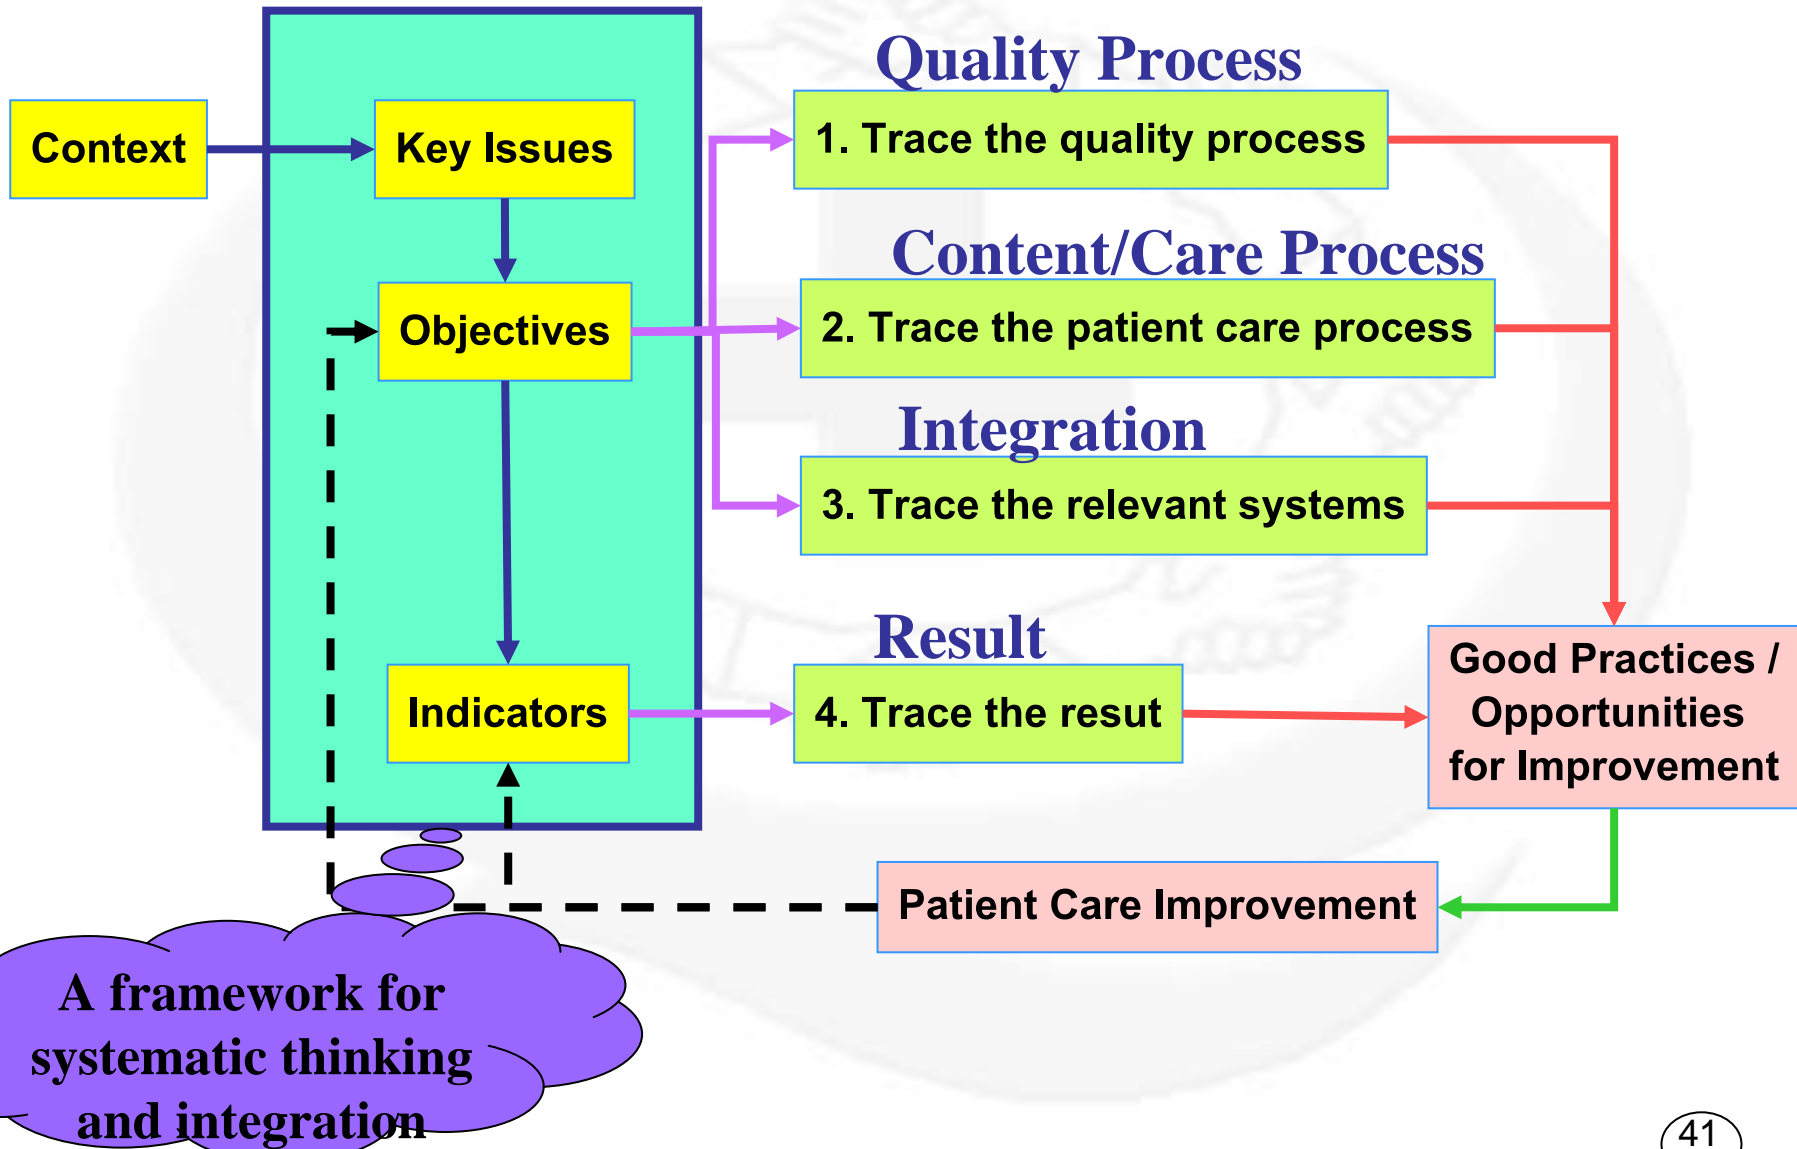 Quality Process
Context
Key Issues
1. Trace the quality process
Content/Care Process
Objectives
2. Trace the patient care process
Integration
3. Trace the relevant systems
Result
Indicators
4. Trace the resut
Good Practices /
Opportunities
for Improvement
Patient Care Improvement
A framework for
systematic thinking
and integration
41